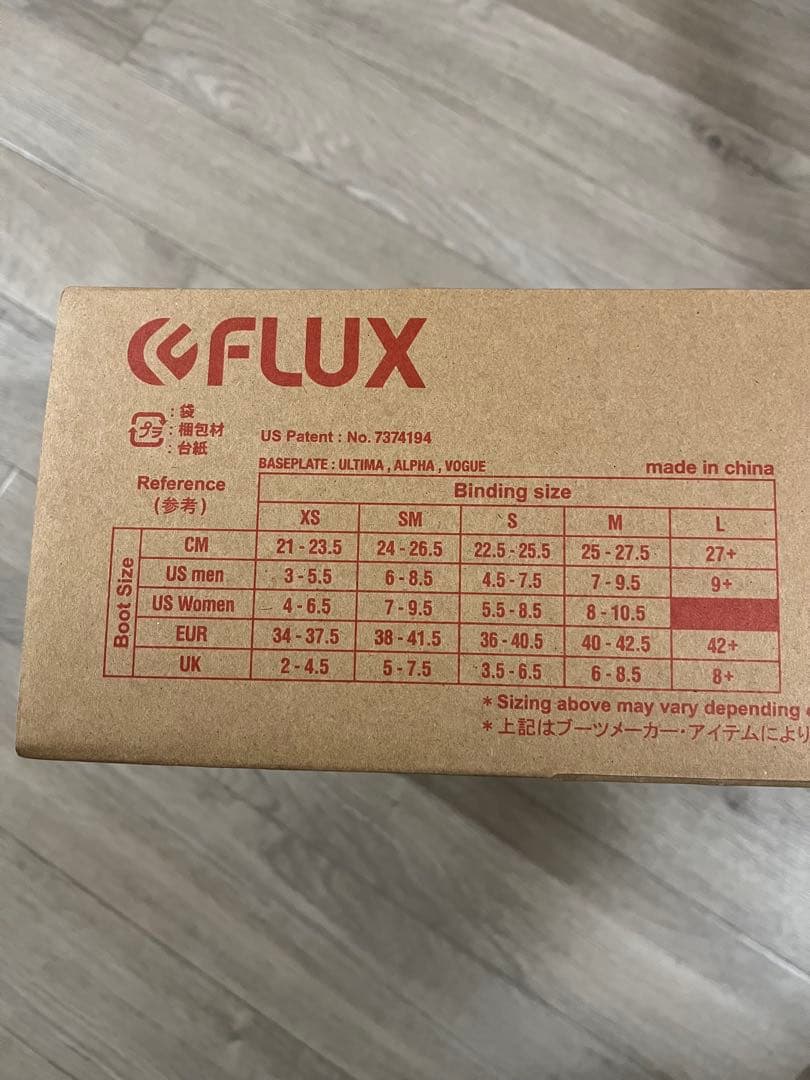 FLUX
プラ
: 袋
: 梱包材
: 台紙
US Patent : No. 7374194
BASEPLATE : ULTIMA , ALPHA , VOGUE
made in china
Reference
(参考)
Binding size
XS SM S M L
Boot Size
CM 21 - 23.5 24 - 26.5 22.5 - 25.5 25 - 27.5 27+
US men 3 - 5.5 6 - 8.5 4.5 - 7.5 7 - 9.5 9+
US Women 4 - 6.5 7 - 9.5 5.5 - 8.5 8 - 10.5
EUR 34 - 37.5 38 - 41.5 36 - 40.5 40 - 42.5 42+
UK 2 - 4.5 5 - 7.5 3.5 - 6.5 6 - 8.5 8+
* Sizing above may vary depending
* 上記はブーツメーカー・アイテムにより